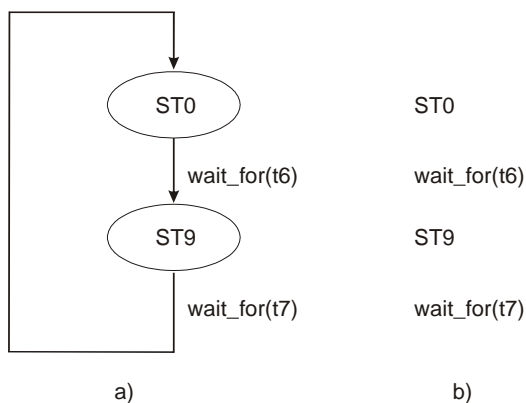 ST0 ST0
wait_for(t6) wait_for(t6)
ST9 ST9
wait_for(t7) wait_for(t7)
a) b)